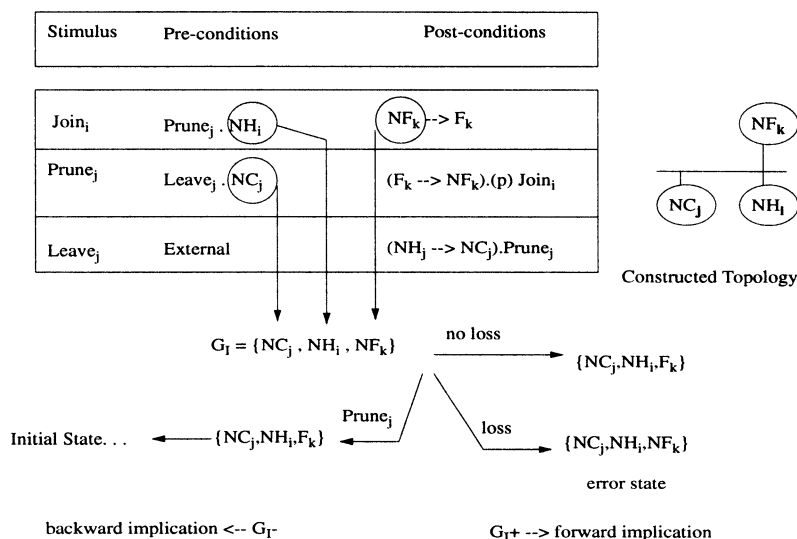 Stimulus Pre-conditions Post-conditions
Join_i Prune_j . NH_i NF_k --> F_k
Prune_j Leave_j . NC_j (F_k --> NF_k).(p) Join_i
Leave_j External (NH_j --> NC_j).Prune_j
NF_k
NC_j NH_i
Constructed Topology
G_I = {NC_j , NH_i , NF_k}
no loss
{NC_j,NH_i,F_k}
Prune_j
Initial State. . . {NC_j,NH_i,F_k}
loss
{NC_j,NH_i,NF_k}
error state
backward implication <-- G_I- G_I+ --> forward implication